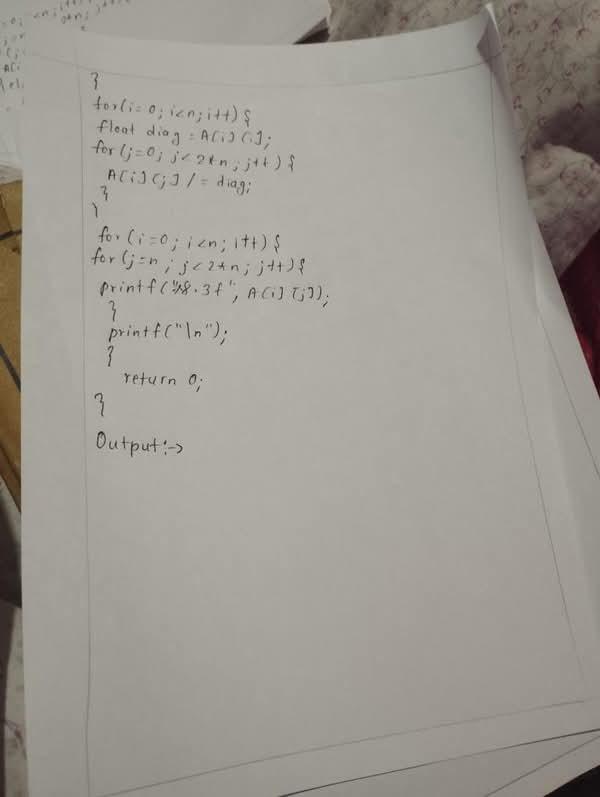 }
for(i=0; i<n; i++) {
float diag = A[i][i];
for(j=0; j<2*n; j++) {
A[i][j] /= diag;
}
}
for(i=0; i<n; i++) {
for(j=n; j<2*n; j++) {
printf("%8.3f", A[i][j]);
}
printf("\n");
}
return 0;
}
Output:->